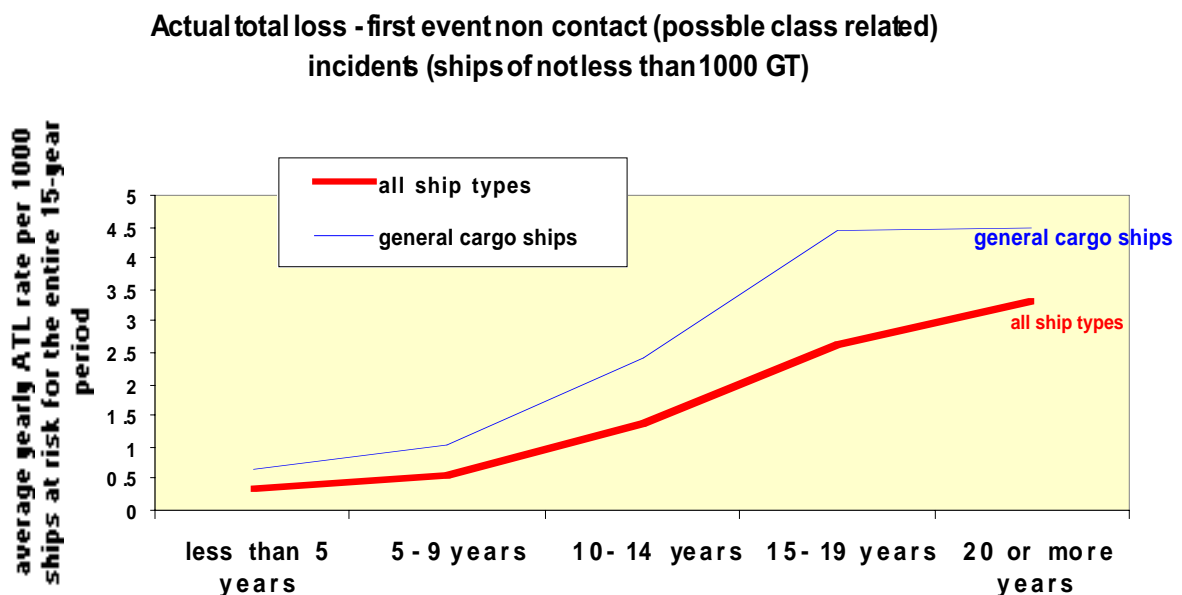 Actual total loss - first event non contact (possible class related)
incidents (ships of not less than 1000 GT)
average yearly ATL rate per 1000
ships at risk for the entire 15-year
period
all ship types
general cargo ships
5
4.5
4
3.5
3
2.5
2
1.5
1
0.5
0
general cargo ships
all ship types
less than 5
years
5-9 years
10-14 years
15-19 years
20 or more
years